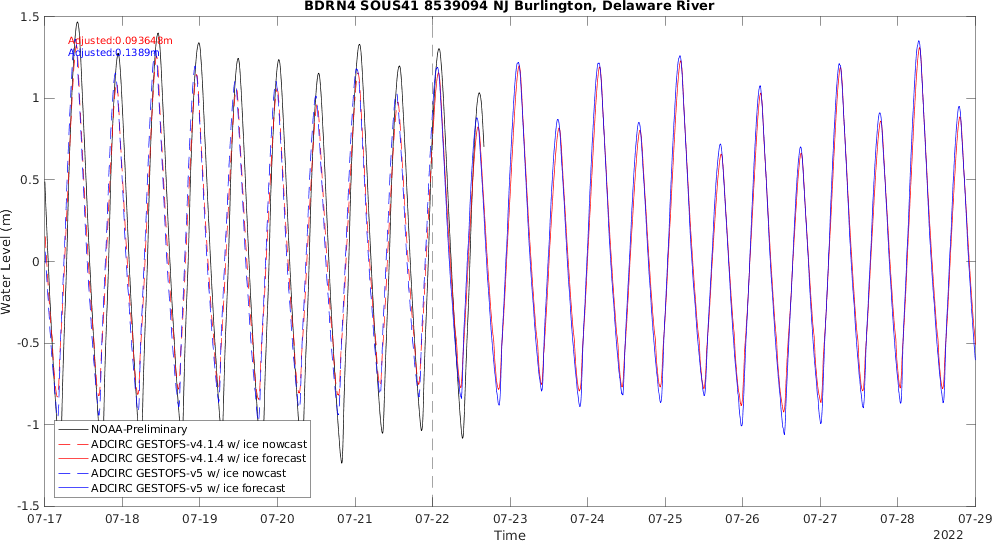 BDRN4 SOUS41 8539094 NJ Burlington, Delaware River
Adjusted:0.093648m
Adjusted:0.1389m
Water Level (m)
1.5
1
0.5
0
-0.5
-1
-1.5
NOAA-Preliminary
ADCIRC GESTOFS-v4.1.4 w/ ice nowcast
ADCIRC GESTOFS-v4.1.4 w/ ice forecast
ADCIRC GESTOFS-v5 w/ ice nowcast
ADCIRC GESTOFS-v5 w/ ice forecast
07-17 07-18 07-19 07-20 07-21 07-22 07-23 07-24 07-25 07-26 07-27 07-28 07-29
Time
2022